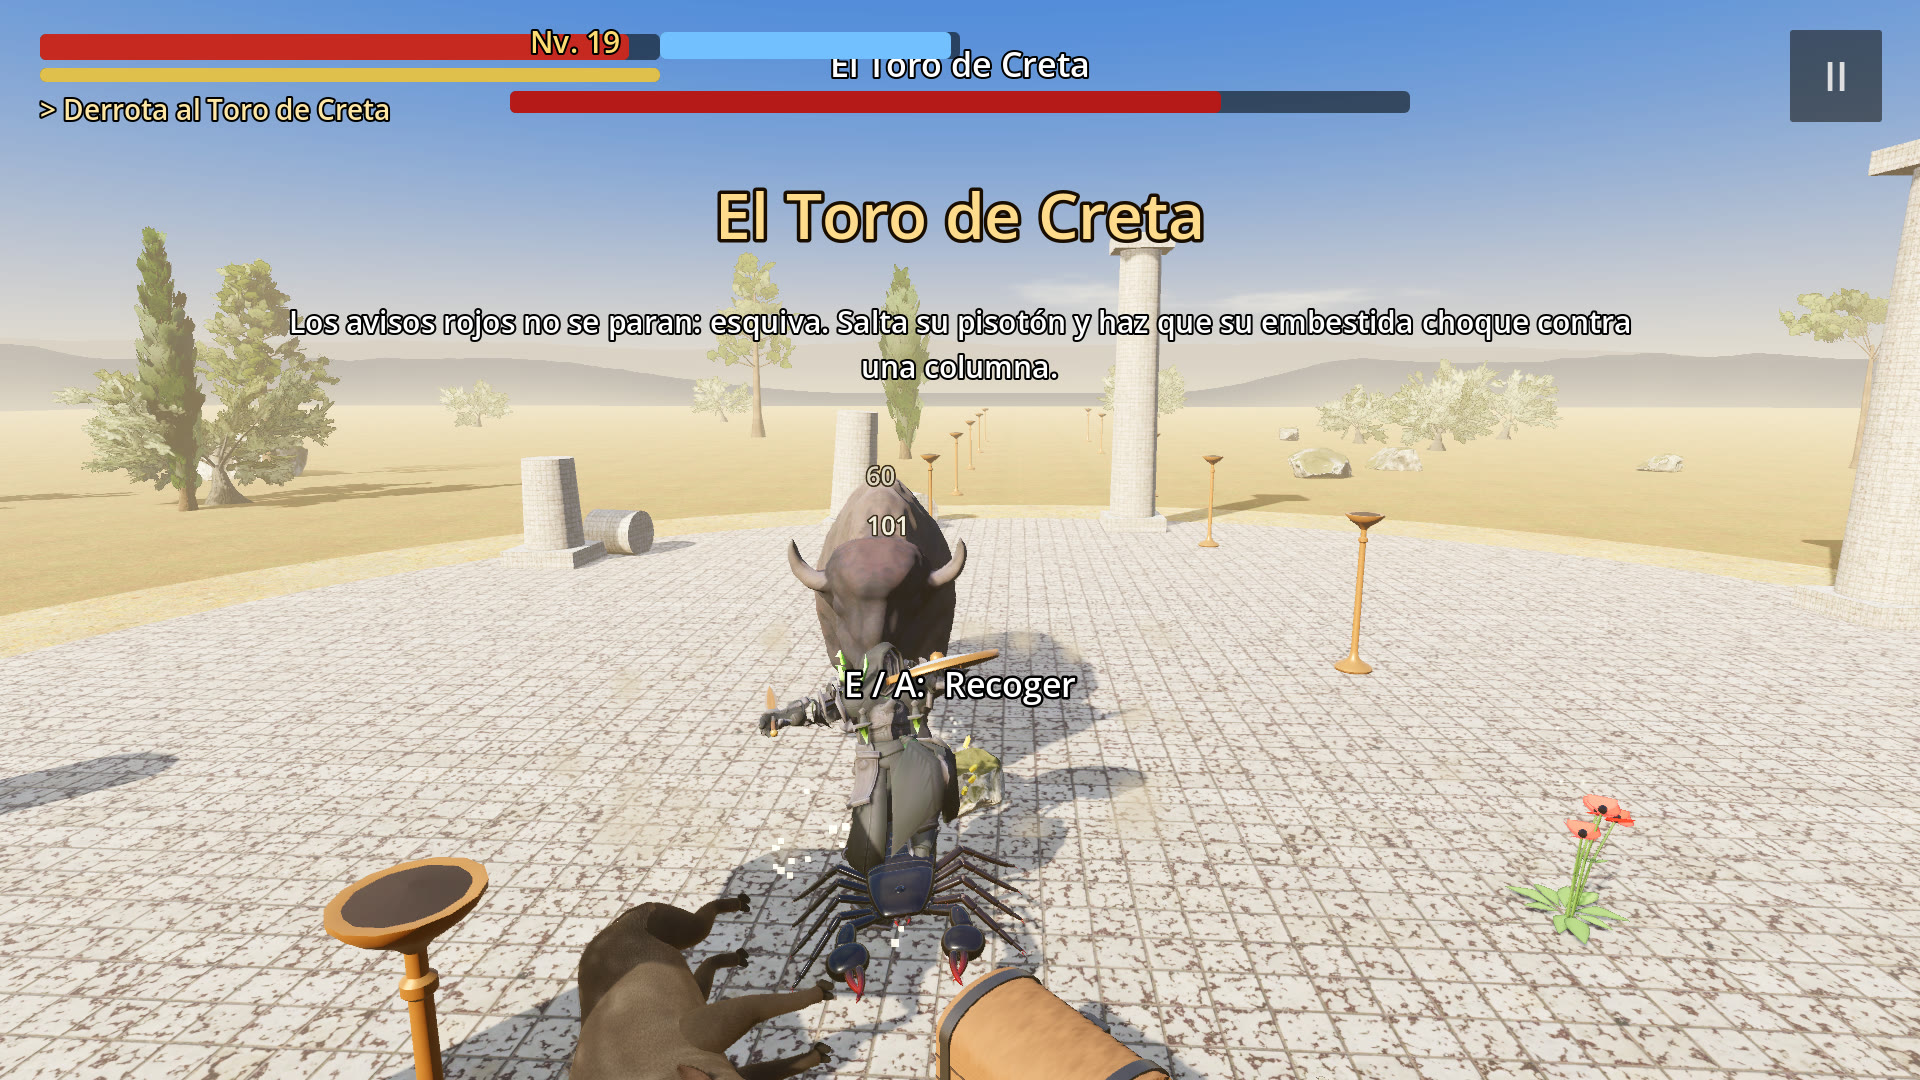 Nv. 19
El Toro de Creta
> Derrota al Toro de Creta
El Toro de Creta
Los avisos rojos no se paran: esquiva. Salta su pisotón y haz que su embestida choque contra
una columna.
60
101
E / A: Recoger